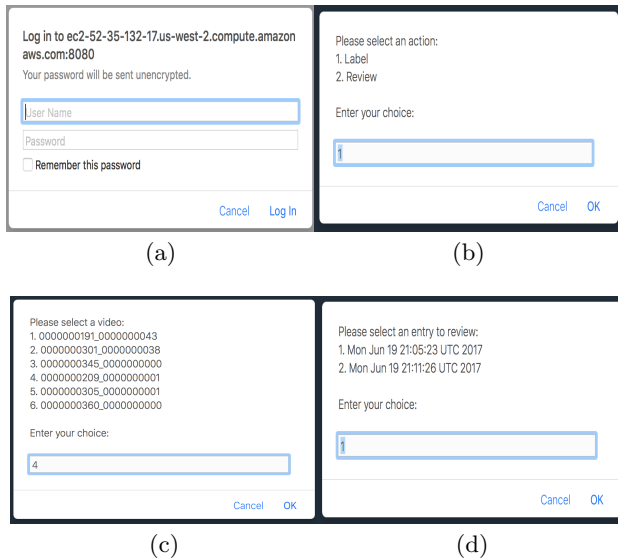 Log in to ec2-52-35-132-17.us-west-2.compute.amazon
aws.com:8080
Your password will be sent unencrypted.
User Name
Password
Remember this password
Cancel Log In
(a)
Please select an action:
1. Label
2. Review
Enter your choice:
1
Cancel OK
(b)
Please select a video:
1. 0000000191_0000000043
2. 0000000301_0000000038
3. 0000000345_0000000000
4. 0000000209_0000000001
5. 0000000305_0000000001
6. 0000000360_0000000000
Enter your choice:
4
Cancel OK
(c)
Please select an entry to review:
1. Mon Jun 19 21:05:23 UTC 2017
2. Mon Jun 19 21:11:26 UTC 2017
Enter your choice:
1
Cancel OK
(d)